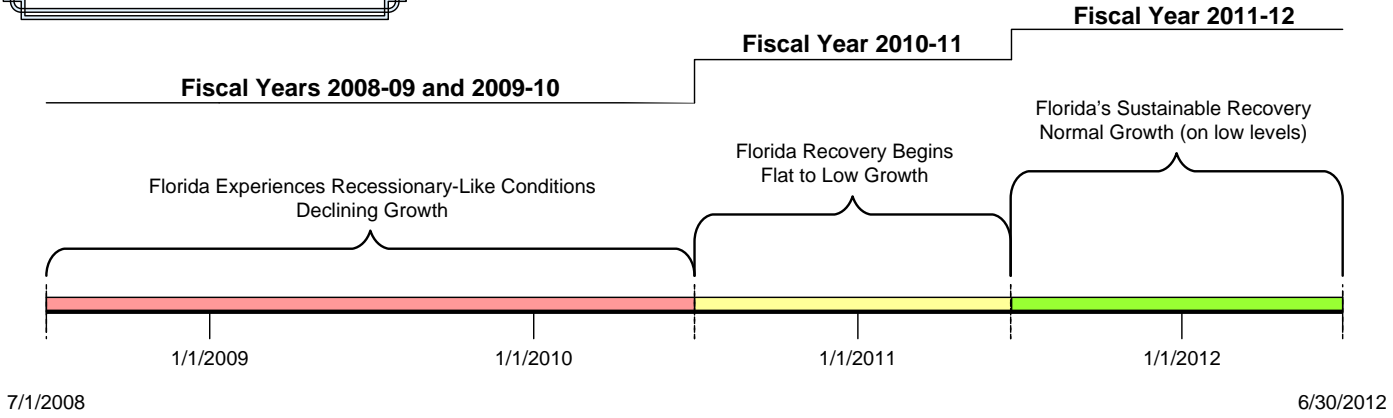 Fiscal Year 2011-12
Fiscal Year 2010-11
Fiscal Years 2008-09 and 2009-10
Florida's Sustainable Recovery
Normal Growth (on low levels)
Florida Recovery Begins
Flat to Low Growth
Florida Experiences Recessionary-Like Conditions
Declining Growth
1/1/2009
1/1/2010
1/1/2011
1/1/2012
7/1/2008
6/30/2012